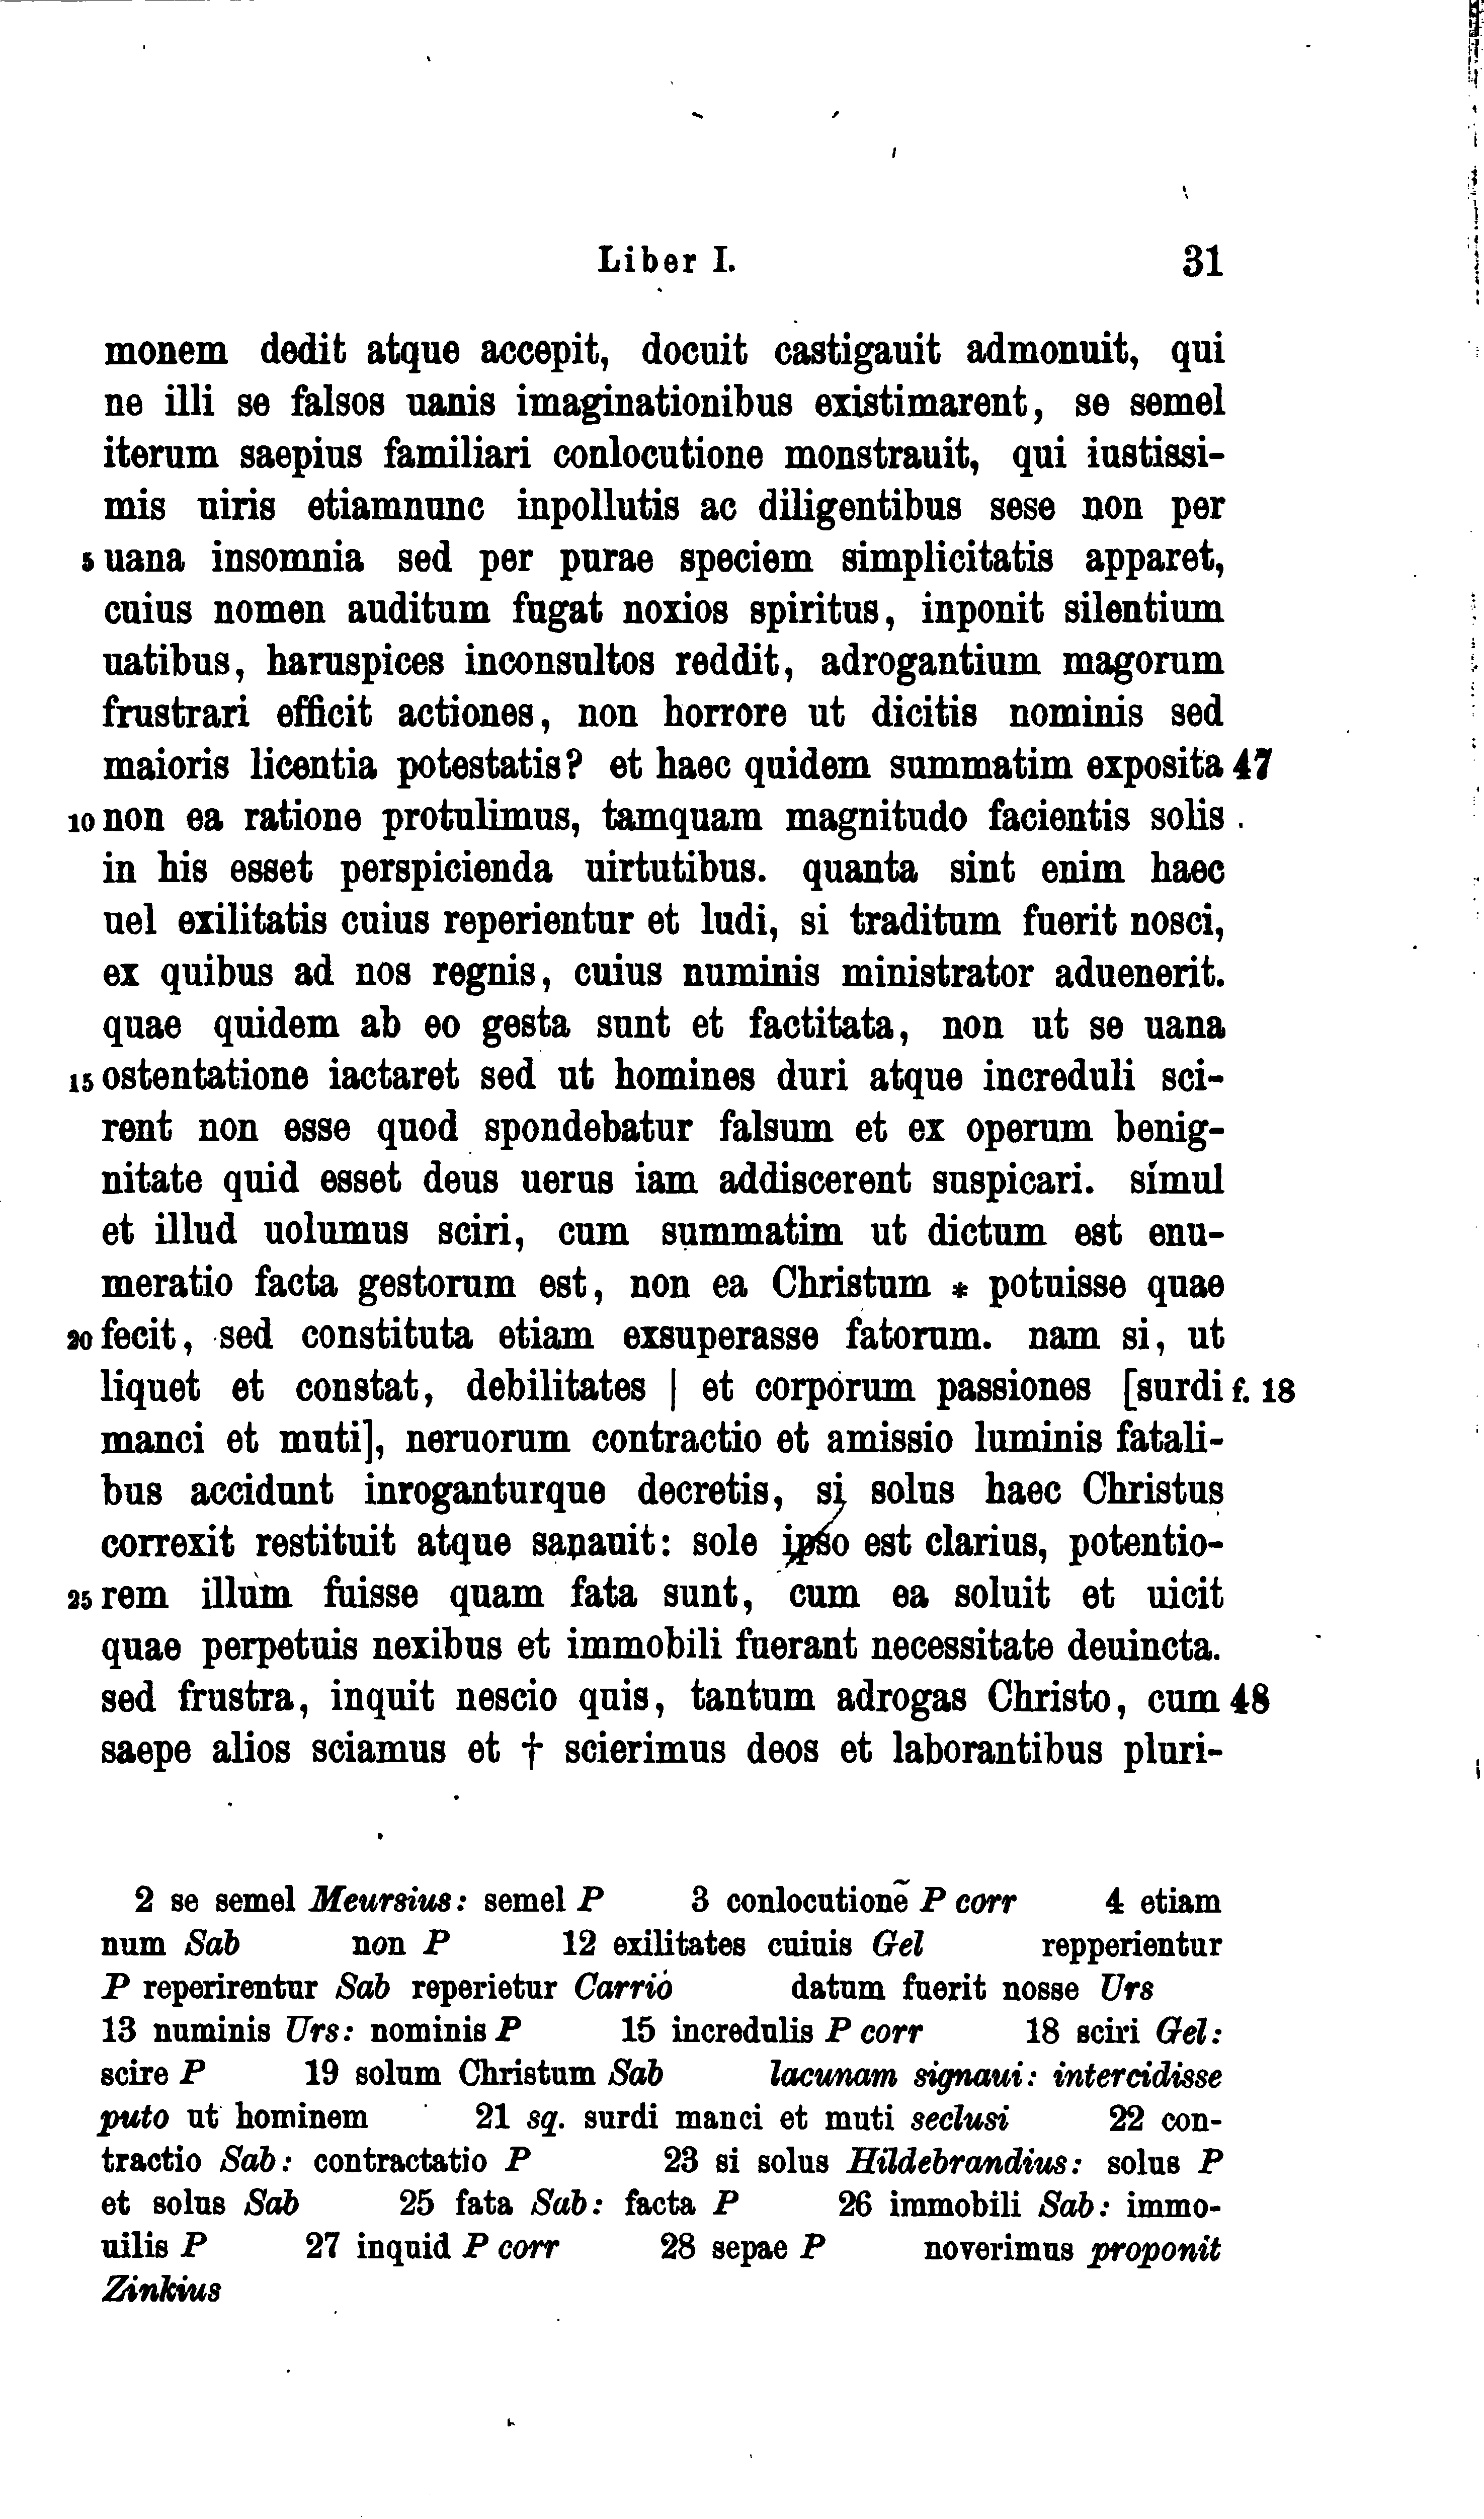 Liber I. 31
monem dedit atque accepit, docuit castigauit admonuit, qui
ne illi se falsos uanis imaginationibus existimarent, se semel
iterum saepius familiari conlocutione monstrauit, qui iustissi-
mis uiris etiamnunc inpollutis ac diligentibus sese non per
5 uana insomnia sed per purae speciem simplicitatis apparet,
cuius nomen auditum fugat noxios spiritus, inponit silentium
uatibus, haruspices inconsultos reddit, adrogantium magorum
frustrari efficit actiones, non horrore ut dicitis nominis sed
maioris licentia potestatis? et haec quidem summatim exposita 47
10 non ea ratione protulimus, tamquam magnitudo facientis solis
in his esset perspicienda uirtutibus. quanta sint enim haec
uel exilitatis cuius reperientur et ludi, si traditum fuerit nosci,
ex quibus ad nos regnis, cuius numinis ministrator aduenerit.
quae quidem ab eo gesta sunt et factitata, non ut se uana
15 ostentatione iactaret sed ut homines duri atque increduli sci-
rent non esse quod spondebatur falsum et ex operum benig-
nitate quid esset deus uerus iam addiscerent suspicari. simul
et illud uolumus sciri, cum summatim ut dictum est enu-
meratio facta gestorum est, non ea Christum * potuisse quae
20 fecit, sed constituta etiam exsuperasse fatorum. nam si, ut
liquet et constat, debilitates | et corporum passiones [surdi f. 18
manci et muti], neruorum contractio et amissio luminis fatali-
bus accidunt inroganturque decretis, si solus haec Christus
correxit restituit atque sanauit: sole ipso est clarius, potentio-
25 rem illum fuisse quam fata sunt, cum ea soluit et uicit
quae perpetuis nexibus et immobili fuerant necessitate deuincta.
sed frustra, inquit nescio quis, tantum adrogas Christo, cum 48
saepe alios sciamus et † scierimus deos et laborantibus pluri-
2 se semel Meursius: semel P 3 conlocutionẽ P corr 4 etiam
num Sab non P 12 exilitates cuiuis Gel repperientur
P reperirentur Sab reperietur Carrio datum fuerit nosse Urs
13 numinis Urs: nominis P 15 incredulis P corr 18 sciri Gel:
scire P 19 solum Christum Sab lacunam signaui: intercidisse
puto ut hominem 21 sq. surdi manci et muti seclusi 22 con-
tractio Sab: contractatio P 23 si solus Hildebrandius: solus P
et solus Sab 25 fata Sab: facta P 26 immobili Sab: immo-
uilis P 27 inquid P corr 28 sepae P noverimus proponit
Zinkius